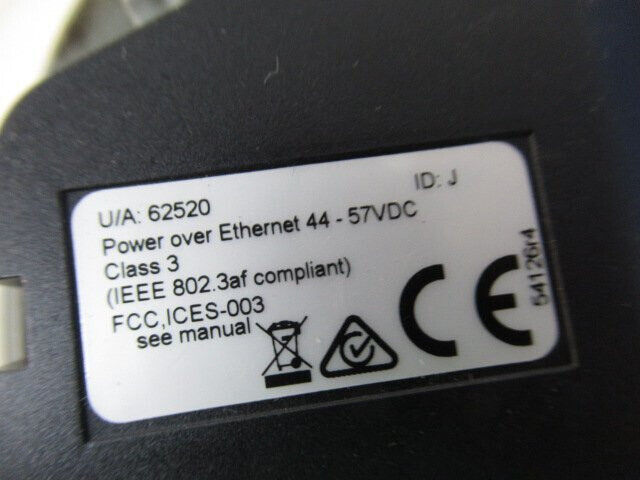 U/A: 62520
ID: J
Power over Ethernet 44 - 57VDC
Class 3
(IEEE 802.3af compliant)
FCC,ICES-003
see manual
CE
54126r4